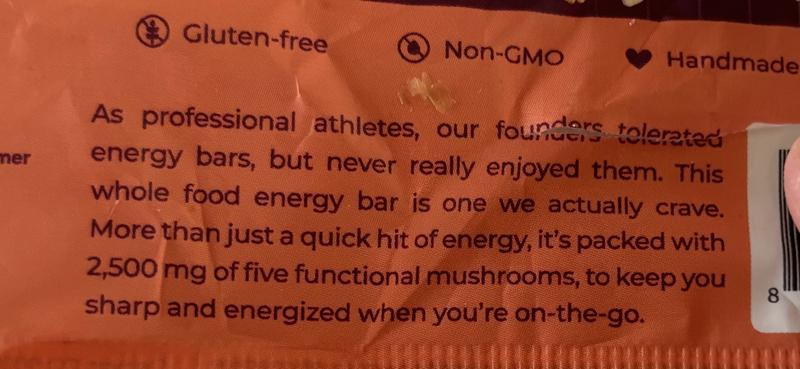 Gluten-free Non-GMO Handmade
As professional athletes, our founders tolerated
energy bars, but never really enjoyed them. This
mer
whole food energy bar is one we actually crave.
More than just a quick hit of energy, it's packed with
2,500 mg of five functional mushrooms, to keep you
sharp and energized when you're on-the-go.
8